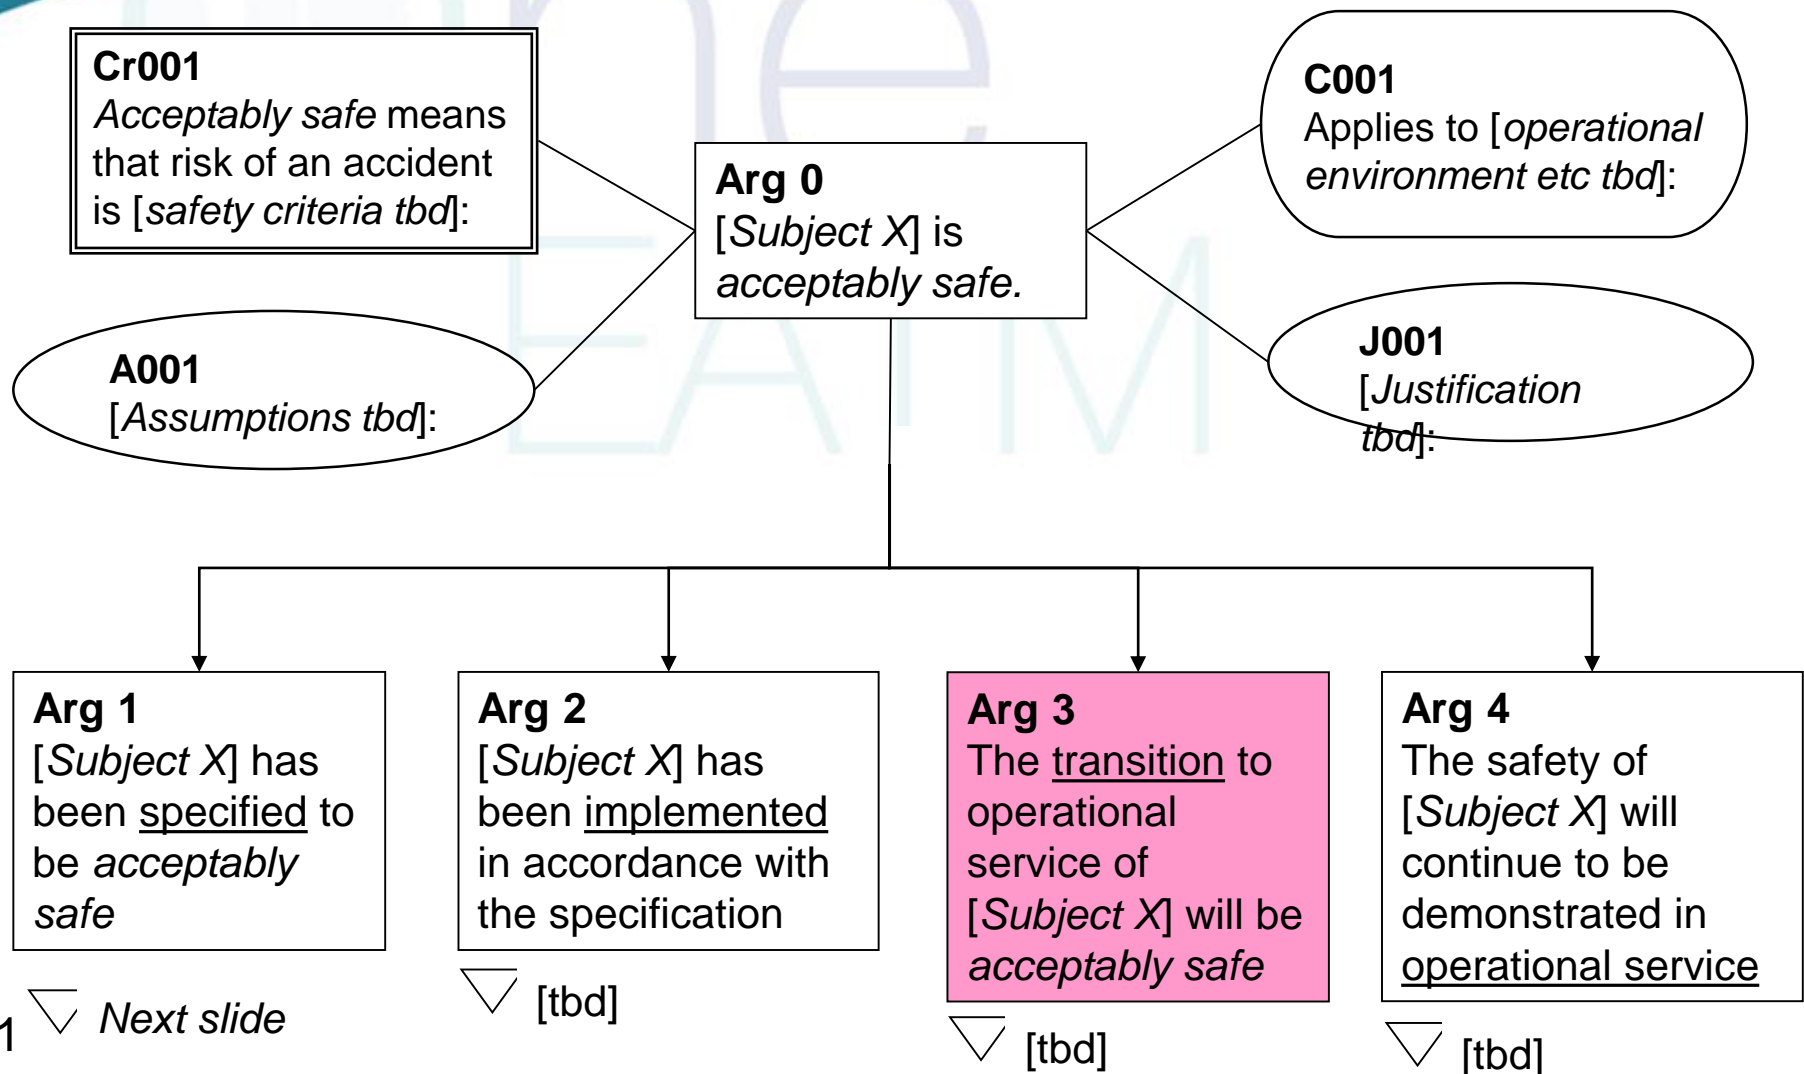 Cr001
Acceptably safe means
that risk of an accident
is [safety criteria tbd]:
C001
Applies to [operational
environment etc tbd]:
Arg 0
[Subject X] is
acceptably safe.
A001
[Assumptions tbd]:
J001
[Justification
tbd]:
EATM
Arg 1
[Subject X] has
been specified to
be acceptably
safe
Arg 2
[Subject X] has
been implemented
in accordance with
the specification
Arg 3
The transition to
operational
service of
[Subject X] will be
acceptably safe
Arg 4
The safety of
[Subject X] will
continue to be
demonstrated in
operational service
1
Next slide
[tbd]
[tbd]
[tbd]